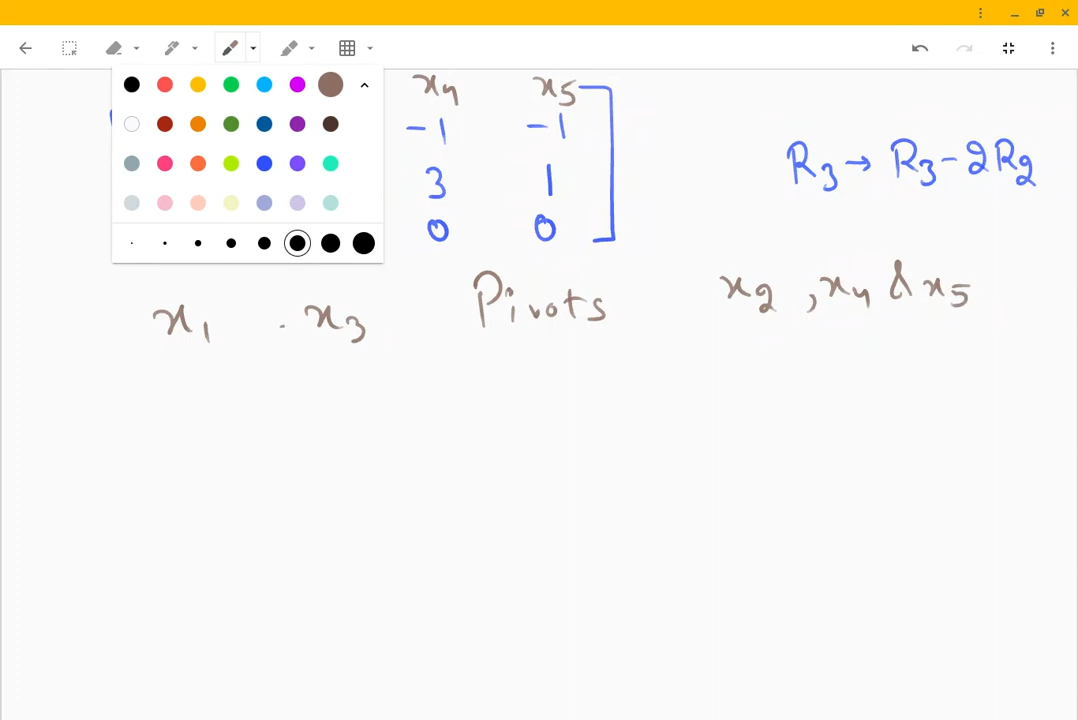 x₄ x₅
-1 -1
3 1
0 0
R₃ → R₃ - 2R₂
x₁ . x₃ Pivots x₂ , x₄ & x₅